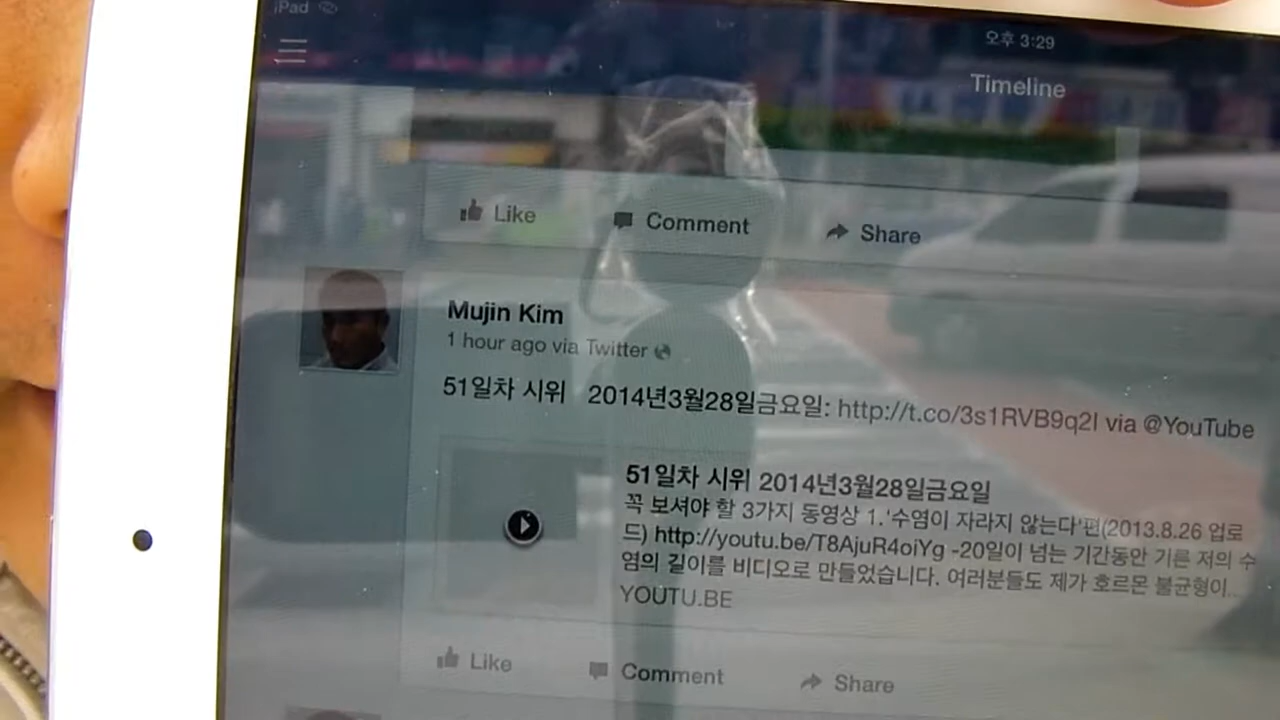 iPad
오후 3:29
Timeline
Like Comment Share
Mujin Kim
1 hour ago via Twitter
51일차 시위 2014년3월28일금요일: http://t.co/3s1RVB9q2l via @YouTube
51일차 시위 2014년3월28일금요일
꼭 보셔야 할 3가지 동영상 1.'수염이 자라지 않는다'편(2013.8.26 업로
드) http://youtu.be/T8AjuR4oiYg -20일이 넘는 기간동안 기른 저의 수
염의 길이를 비디오로 만들었습니다. 여러분들도 제가 호르몬 불균형이...
YOUTU.BE
Like Comment Share